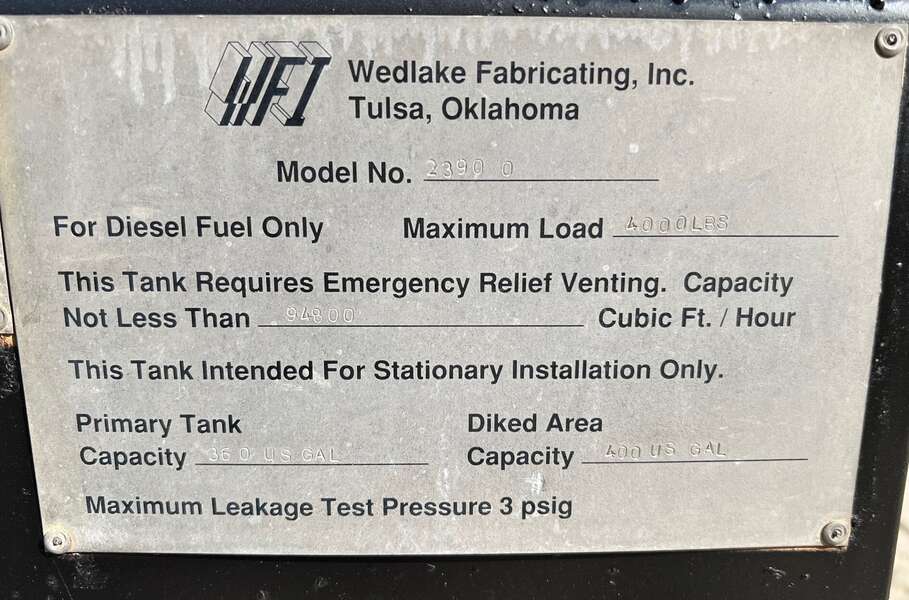 WFI
Wedlake Fabricating, Inc.
Tulsa, Oklahoma
Model No. 2390 0
For Diesel Fuel Only Maximum Load 4000LBS
This Tank Requires Emergency Relief Venting. Capacity
Not Less Than 94800 Cubic Ft. / Hour
This Tank Intended For Stationary Installation Only.
Primary Tank Diked Area
Capacity 360 US GAL Capacity 400 US GAL
Maximum Leakage Test Pressure 3 psig